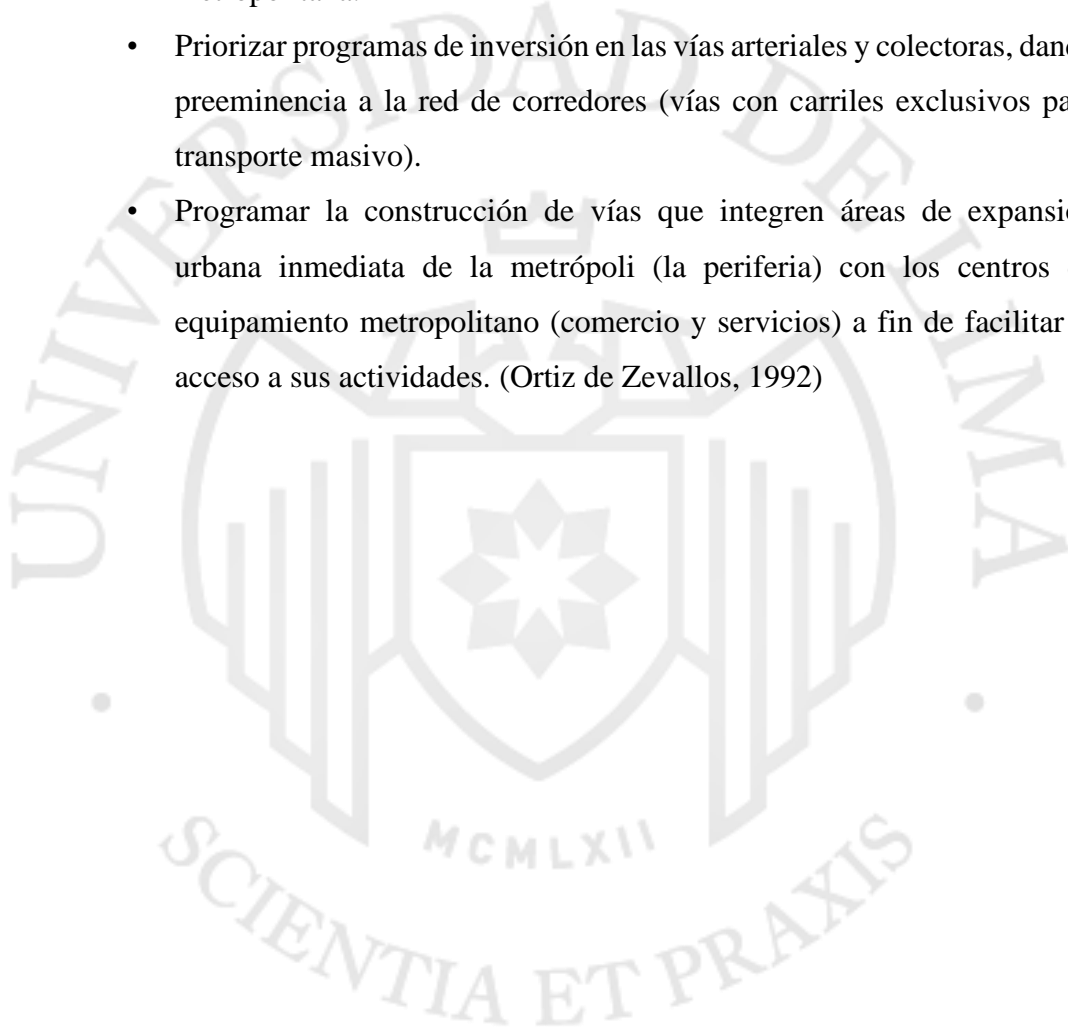 • Priorizar programas de inversión en las vías arteriales y colectoras,
preeminencia a la red de corredores (vías con carriles exclusivos
transporte masivo).
• Programar la construcción de vías que integren áreas de
urbana inmediata de la metrópoli (la periferia) con los centros
equipamiento metropolitano (comercio y servicios) a fin de facilitar
acceso a sus actividades. (Ortiz de Zevallos, 1992)
UNIVERSIDAD DE LIMA
MCMLXII
SCIENTIA ET PRAXIS